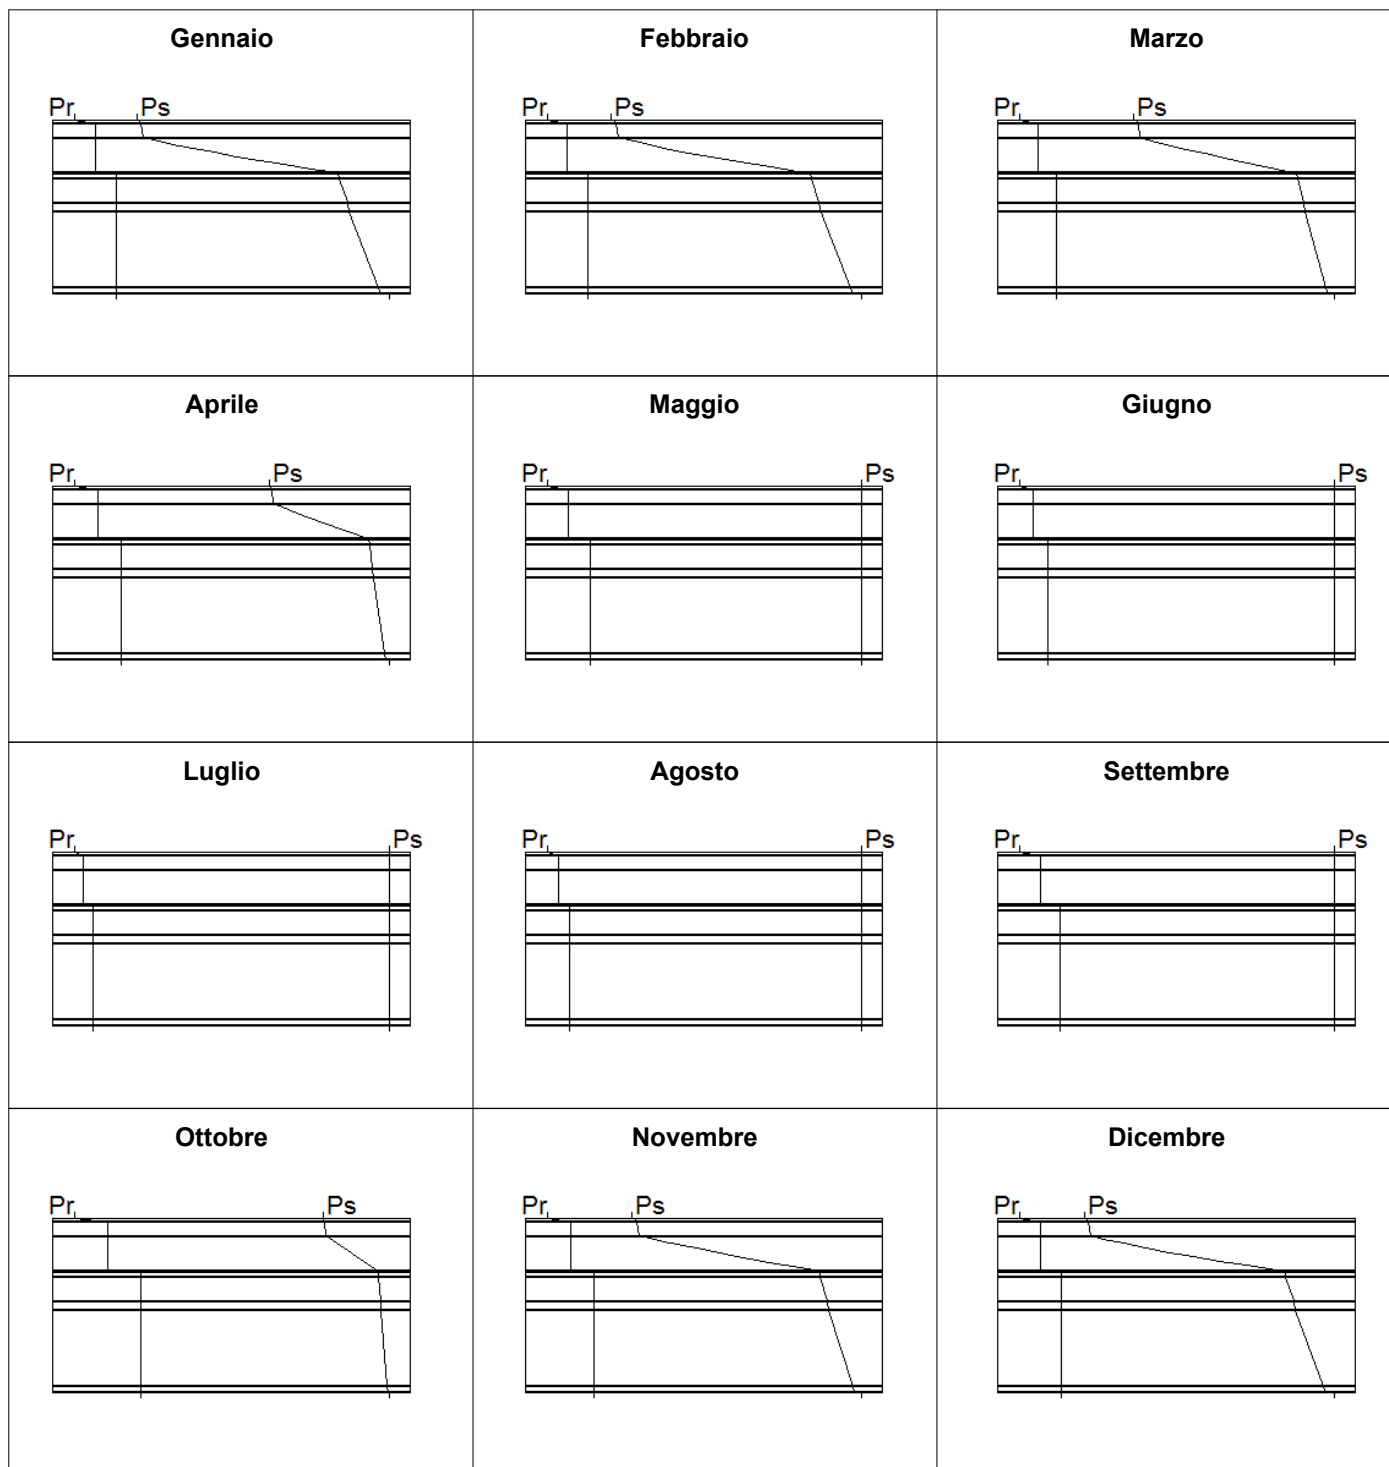 Gennaio
Febbraio
Marzo
Pr Ps
Pr Ps
Pr Ps
Aprile
Maggio
Giugno
Pr Ps
Pr Ps
Pr Ps
Luglio
Agosto
Settembre
Pr Ps
Pr Ps
Pr Ps
Ottobre
Novembre
Dicembre
Pr Ps
Pr Ps
Pr Ps